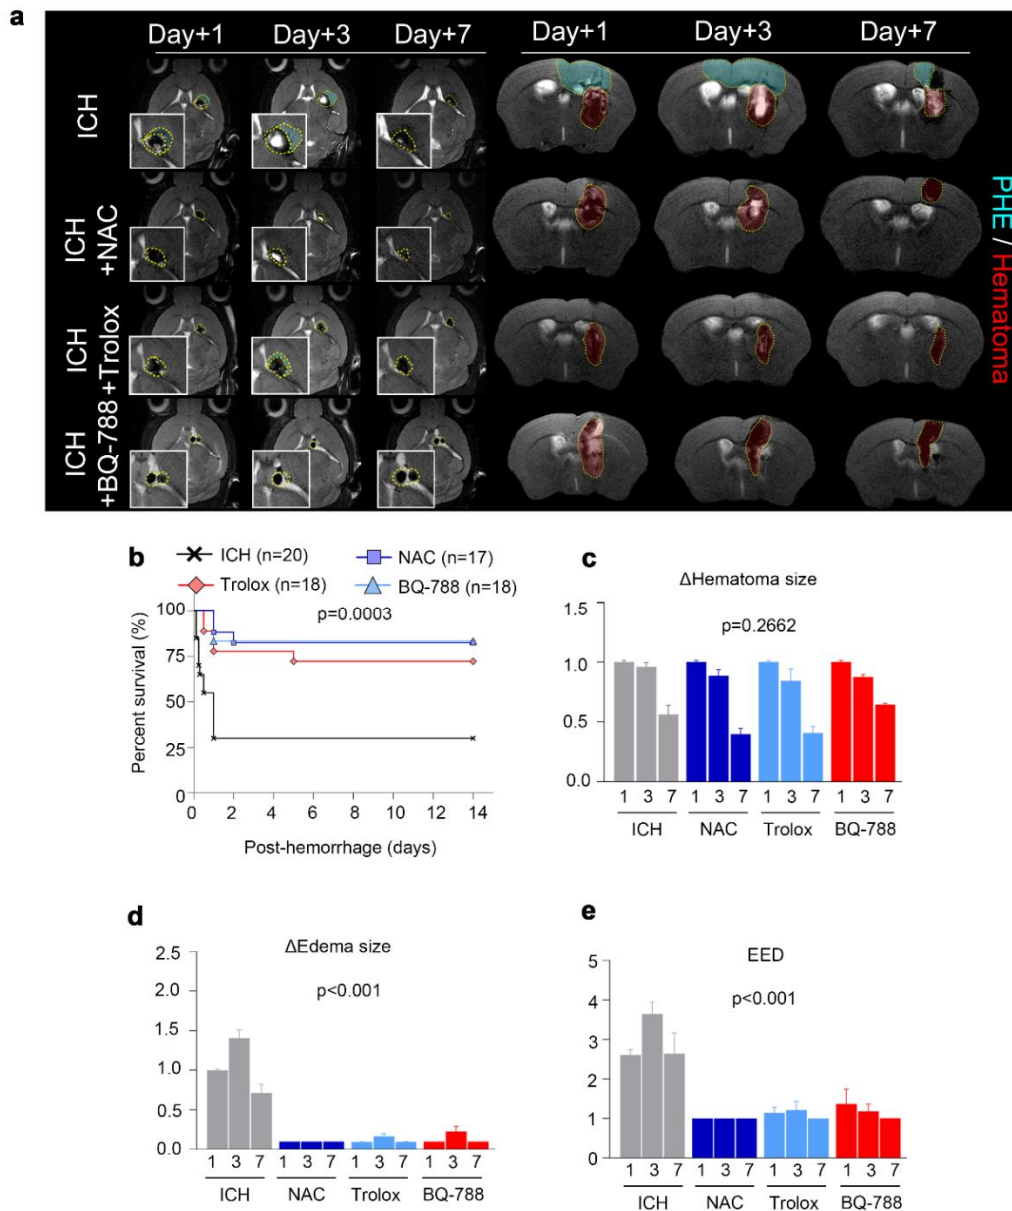 a
Day+1 Day+3 Day+7 Day+1 Day+3 Day+7
ICH
ICH
+NAC
ICH
+Trolox
ICH
+BQ-788
PHE / Hematoma
b
ICH (n=20) NAC (n=17)
Trolox (n=18) BQ-788 (n=18)
p=0.0003
Percent survival (%)
100
75
50
25
0
0 2 4 6 8 10 12 14
Post-hemorrhage (days)
c
ΔHematoma size
p=0.2662
1.5
1.0
0.5
0.0
1 3 7 1 3 7 1 3 7 1 3 7
ICH NAC Trolox BQ-788
d
ΔEdema size
p<0.001
2.5
2.0
1.5
1.0
0.5
0.0
1 3 7 1 3 7 1 3 7 1 3 7
ICH NAC Trolox BQ-788
e
EED
p<0.001
5
4
3
2
1
0
1 3 7 1 3 7 1 3 7 1 3 7
ICH NAC Trolox BQ-788